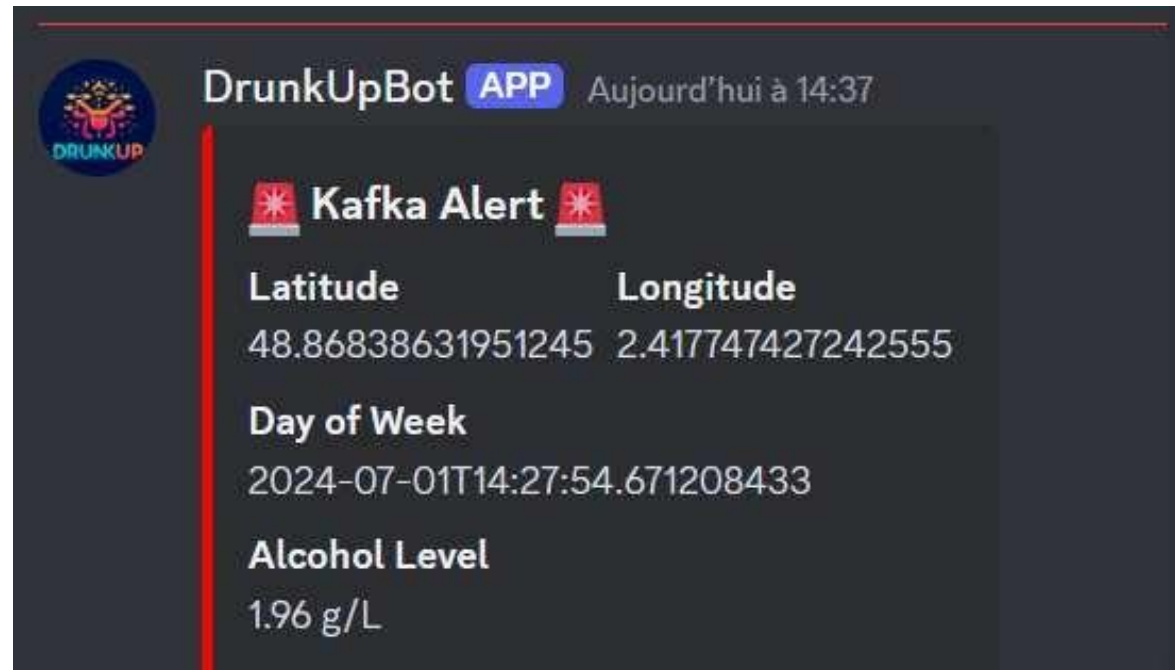 DrunkUpBot APP Aujourd'hui à 14:37
DRUNKUP
🚨 Kafka Alert 🚨
Latitude Longitude
48.86838631951245 2.417747427242555
Day of Week
2024-07-01T14:27:54.671208433
Alcohol Level
1.96 g/L